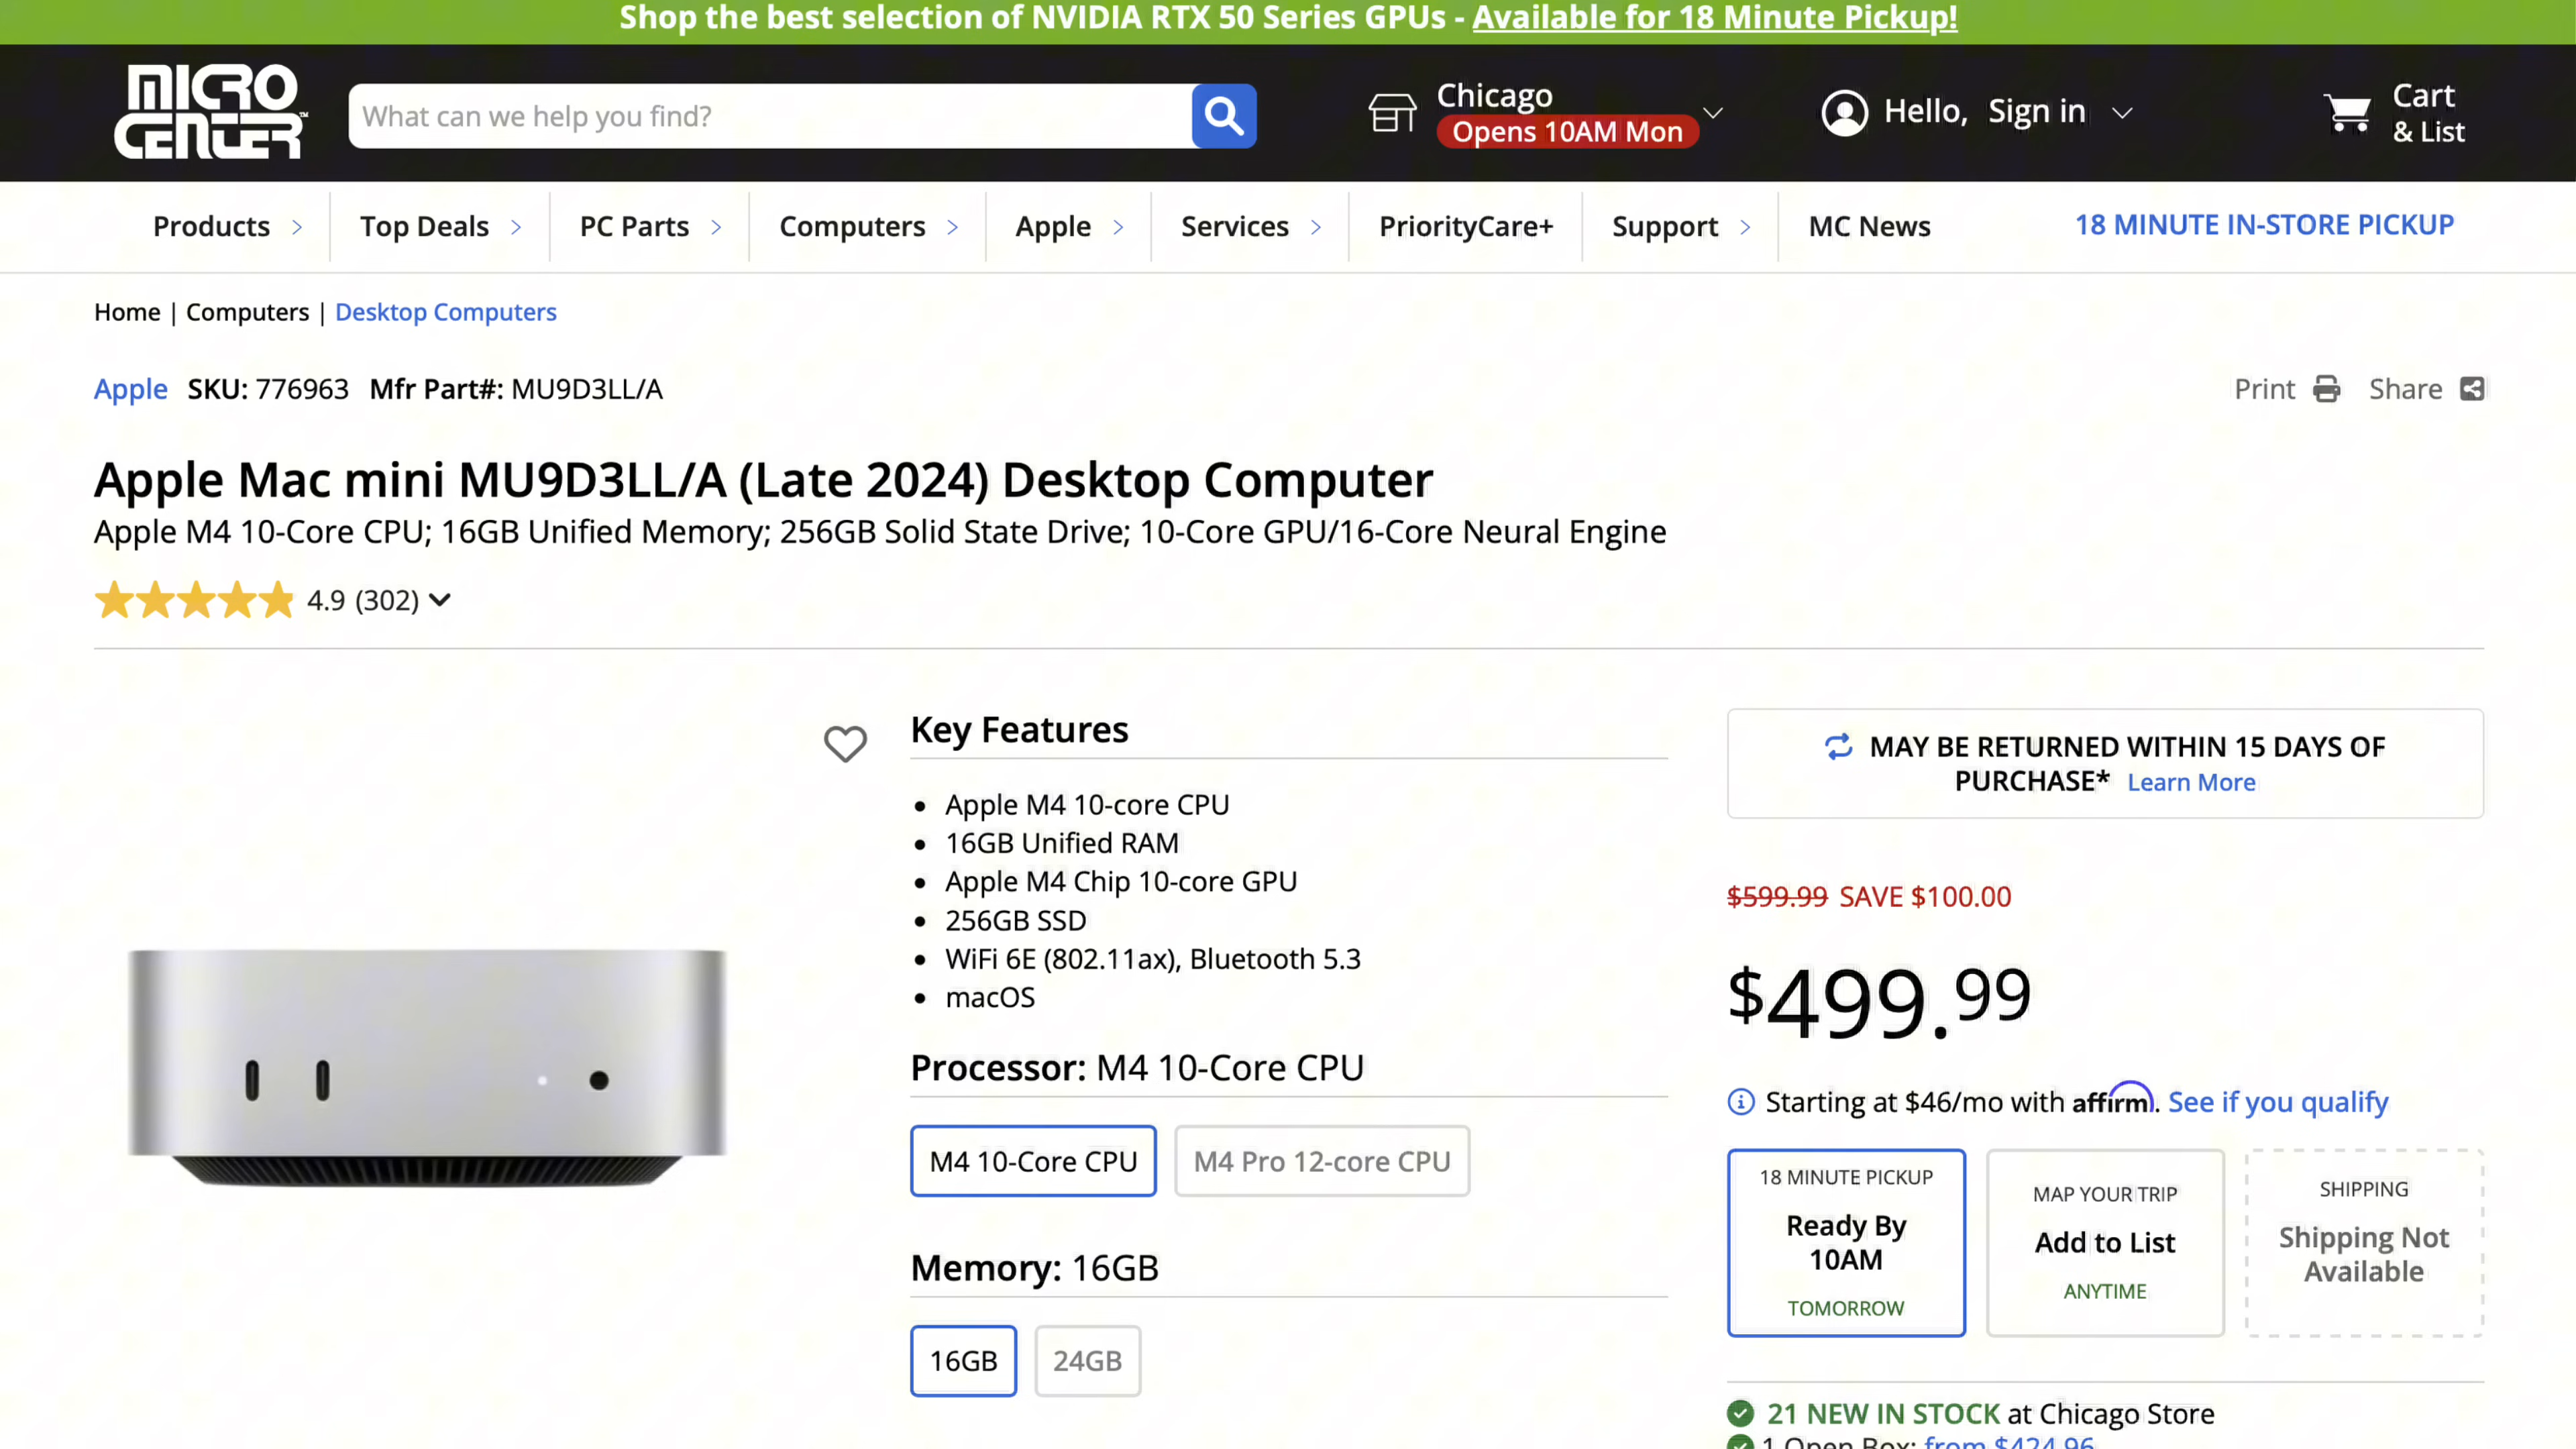 Shop the best selection of NVIDIA RTX 50 Series GPUs - Available for 18 Minute Pickup!
MICRO
CENTER™
What can we help you find?
Chicago
Opens 10AM Mon
Hello, Sign in
Cart
& List
Products
Top Deals
PC Parts
Computers
Apple
Services
PriorityCare+
Support
MC News
18 MINUTE IN-STORE PICKUP
Home | Computers | Desktop Computers
Apple SKU: 776963 Mfr Part#: MU9D3LL/A
Print
Share
Apple Mac mini MU9D3LL/A (Late 2024) Desktop Computer
Apple M4 10-Core CPU; 16GB Unified Memory; 256GB Solid State Drive; 10-Core GPU/16-Core Neural Engine
4.9 (302)
Key Features
• Apple M4 10-core CPU
• 16GB Unified RAM
• Apple M4 Chip 10-core GPU
• 256GB SSD
• WiFi 6E (802.11ax), Bluetooth 5.3
• macOS
Processor: M4 10-Core CPU
M4 10-Core CPU
M4 Pro 12-core CPU
Memory: 16GB
16GB
24GB
MAY BE RETURNED WITHIN 15 DAYS OF
PURCHASE* Learn More
$599.99 SAVE $100.00
$499.99
Starting at $46/mo with affirm. See if you qualify
18 MINUTE PICKUP
Ready By
10AM
TOMORROW
MAP YOUR TRIP
Add to List
ANYTIME
SHIPPING
Shipping Not
Available
21 NEW IN STOCK at Chicago Store
1 Open Box: from $424.96